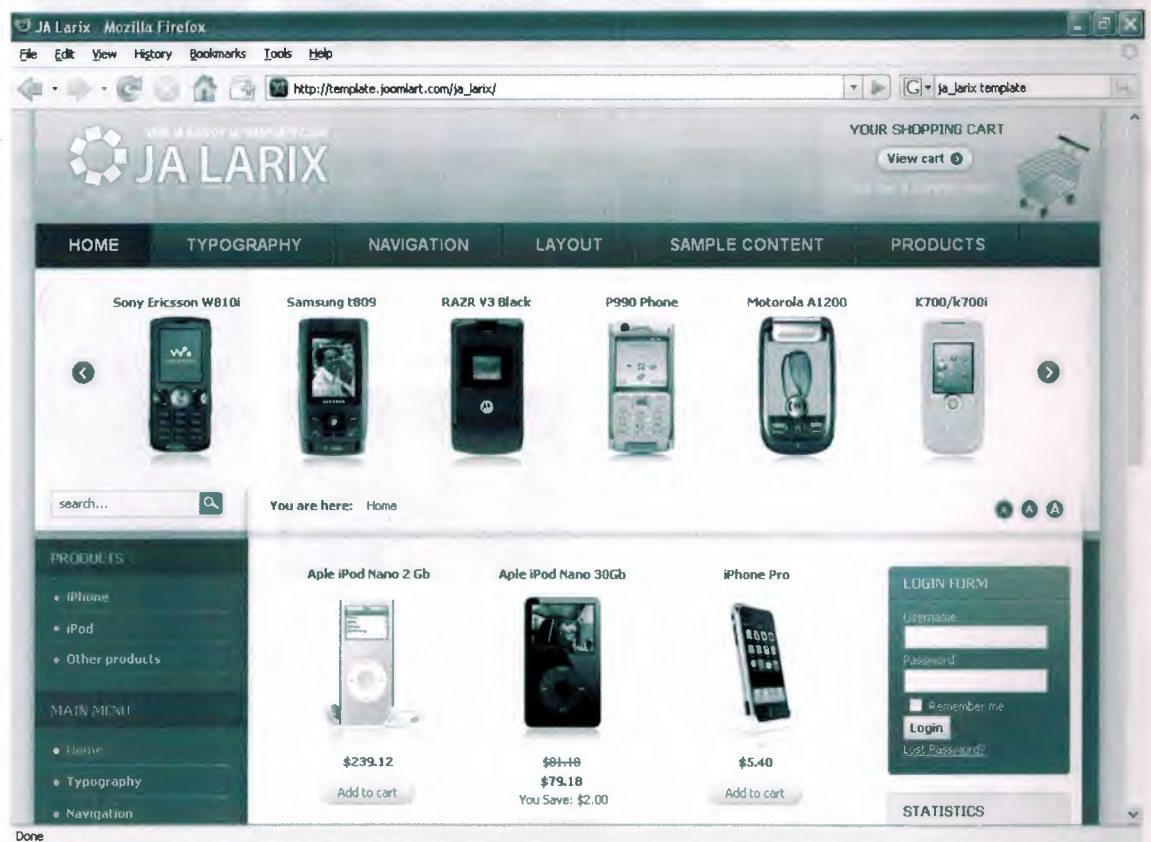 JA Larix - Mozilla Firefox
File Edit View History Bookmarks Tools Help
http://template.joomlart.com/ja_larix/
G ja_larix template
JA LARIX
YOUR SHOPPING CART
View cart
HOME TYPOGRAPHY NAVIGATION LAYOUT SAMPLE CONTENT PRODUCTS
Sony Ericsson W810i Samsung t809 RAZR V3 Black P990 Phone Motorola A1200 K700/k700i
search...
You are here: Home
A A A
PRODUCTS
iPhone
iPod
Other products
MAIN MENU
Home
Typography
Navigation
Aple iPod Nano 2 Gb Aple iPod Nano 30Gb iPhone Pro
$239.12 $81.18 $5.40
$79.18
You Save: $2.00
Add to cart Add to cart
LOGIN FORM
Username
Password
Remember me
Login
Lost Password?
STATISTICS
Done